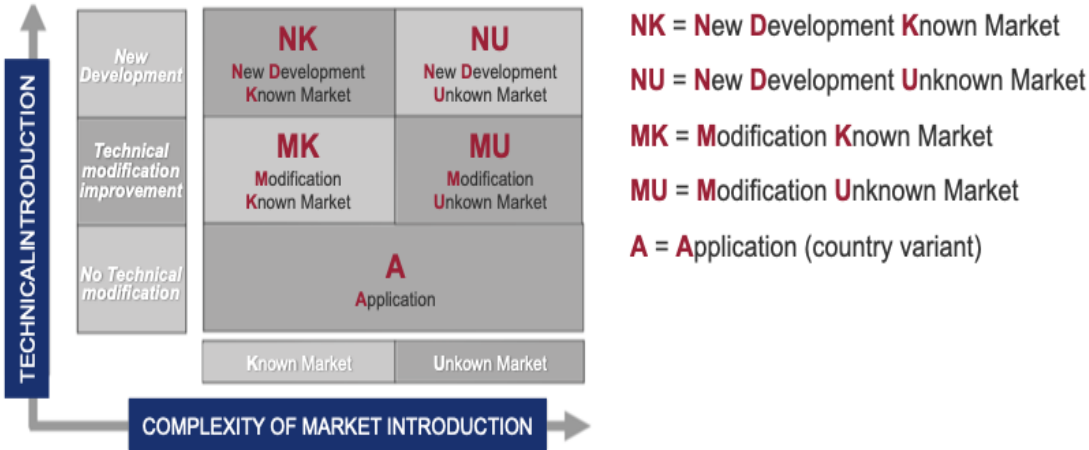 TECHNICALINTRODUCTION
New
Development
Technical
modification
improvement
No Technical
modification
NK
New Development
Known Market
NU
New Development
Unkown Market
MK
Modification
Known Market
MU
Modification
Unkown Market
A
Application
Known Market
Unkown Market
COMPLEXITY OF MARKET INTRODUCTION
NK = New Development Known Market
NU = New Development Unknown Market
MK = Modification Known Market
MU = Modification Unknown Market
A = Application (country variant)